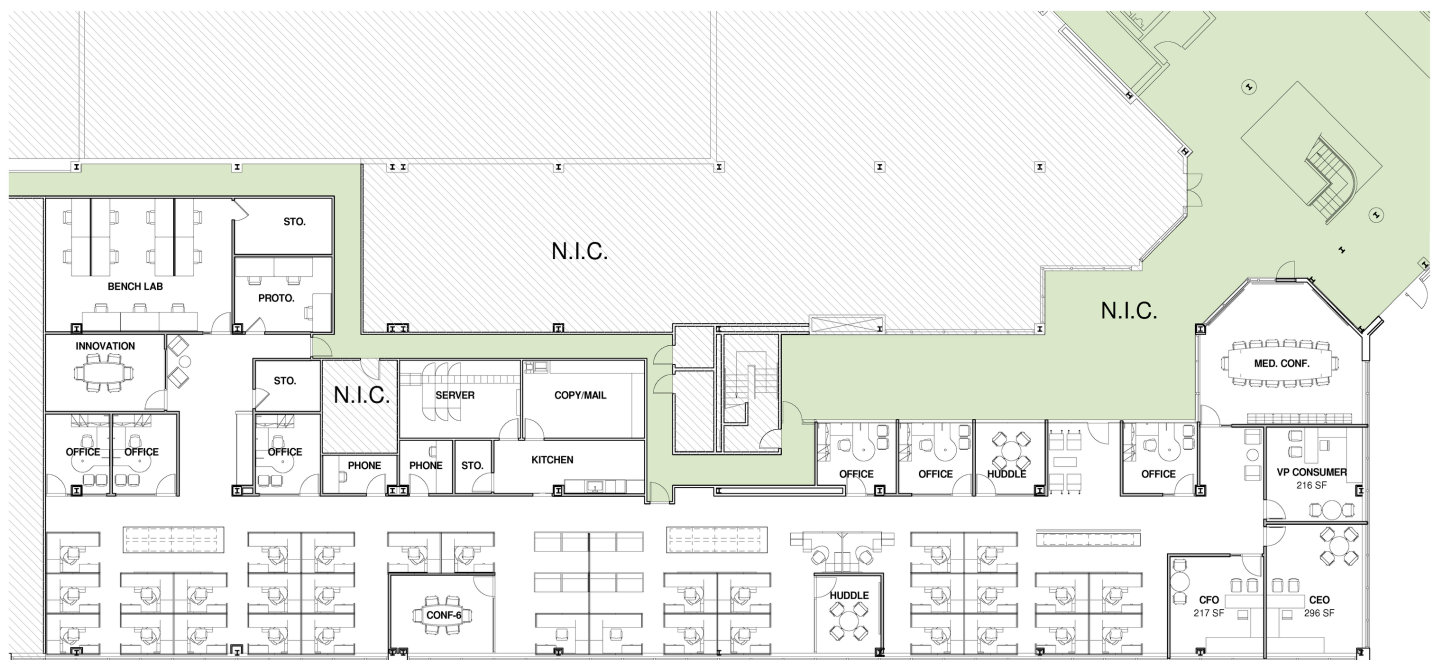 STO.
N.I.C.
BENCH LAB
PROTO.
N.I.C.
INNOVATION
MED. CONF.
STO.
N.I.C.
SERVER
COPY/MAIL
OFFICE
OFFICE
OFFICE
PHONE
PHONE
STO.
KITCHEN
OFFICE
OFFICE
HUDDLE
OFFICE
VP CONSUMER
216 SF
HUDDLE
CONF-6
CFO
217 SF
CEO
296 SF